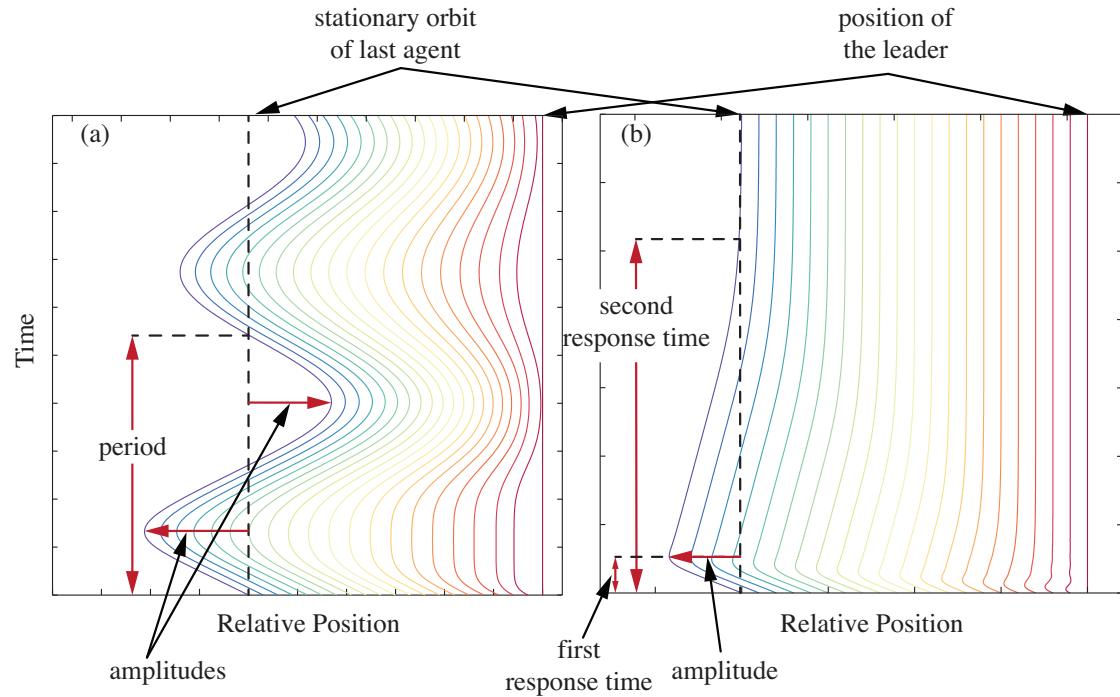 stationary orbit
of last agent
position of
the leader
(a)
(b)
Time
period
second
response time
Relative Position
Relative Position
amplitudes
first
response time
amplitude